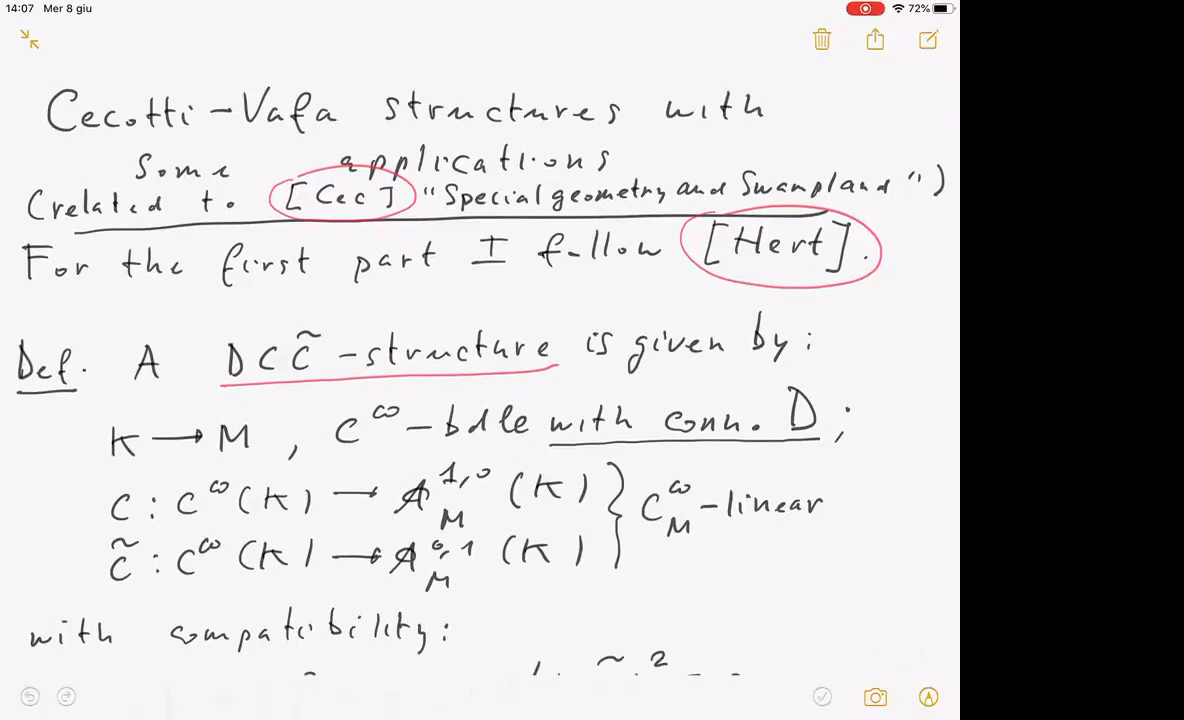 14:07 Mer 8 giu 72%
Cecotti-Vafa structures with
some applications
(related to [Cec] "Special geometry and Swampland")
For the first part I follow [Hert].
Def. A DCC̃-structure is given by:
K → M, C^∞-bdle with conn. D;
C : C^∞(K) → A_M^{1,0}(K) } C_M^∞-linear
C̃ : C^∞(K) → A_M^{0,1}(K)
with compatibility: